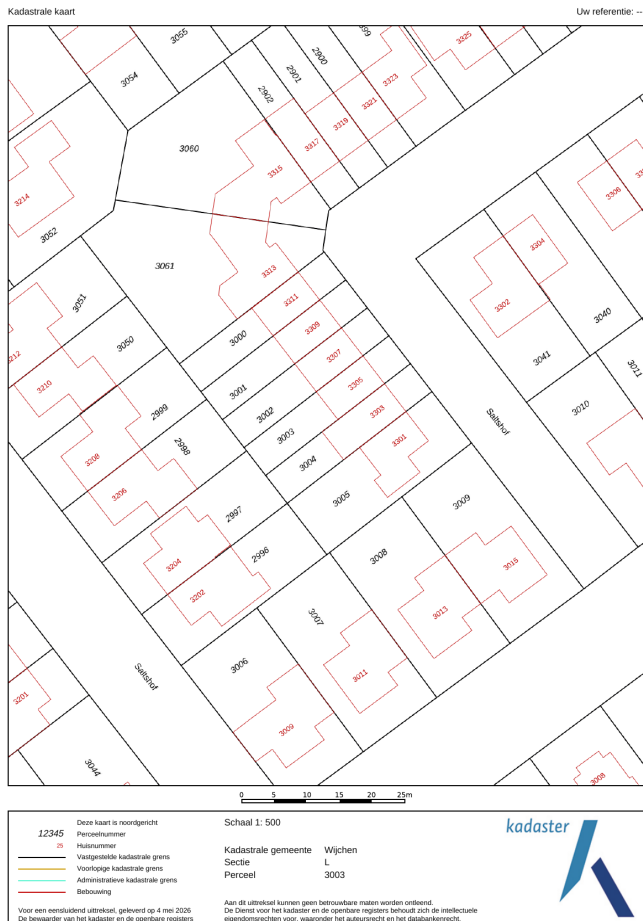 Kadastrale kaart
Uw referentie: --
3055
2900
3325
3054
2901
3323
2902
3321
3319
3060
3317
3315
3214
3306
3052
3304
3061
3313
3051
3311
3302
3000
3309
3040
3050
3212
3307
3041
3011
3210
3001
3305
2999
3002
3303
3010
Saltshof
2998
3003
3301
3208
3004
3206
3005
3009
2997
2996
3008
3204
3015
3202
3007
3013
3006
3011
Saltshof
3201
3009
3044
3008
0 5 10 15 20 25m
Deze kaart is noordgericht
12345 Perceelnummer
25 Huisnummer
Vastgestelde kadastrale grens
Voorlopige kadastrale grens
Administratieve kadastrale grens
Bebouwing
Voor een eensluidend uittreksel, geleverd op 4 mei 2026
De bewaarder van het kadaster en de openbare registers
Schaal 1: 500
Kadastrale gemeente Wijchen
Sectie L
Perceel 3003
Aan dit uittreksel kunnen geen betrouwbare maten worden ontleend.
De Dienst voor het kadaster en de openbare registers behoudt zich de intellectuele
eigendomsrechten voor, waaronder het auteursrecht en het databankenrecht.
kadaster